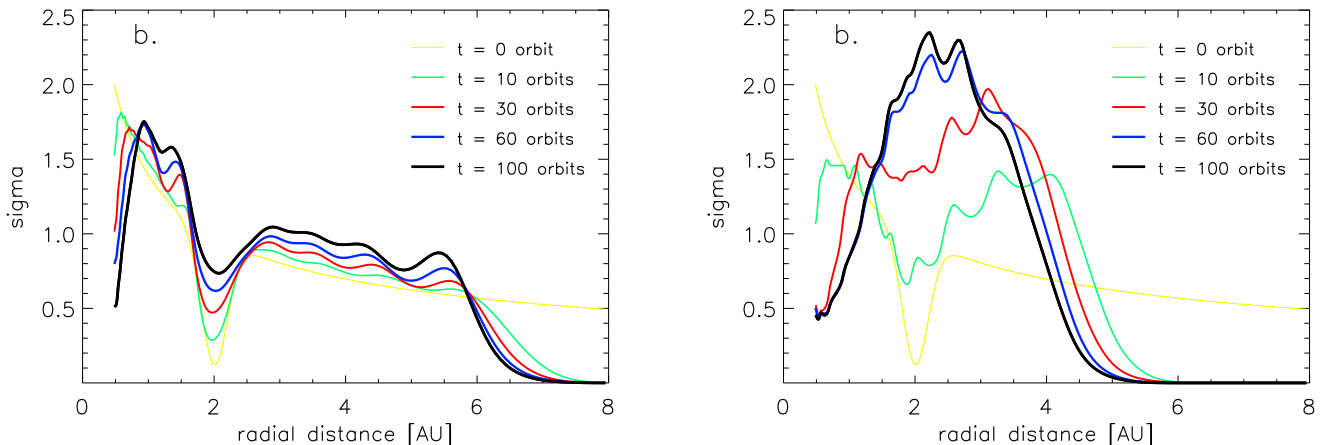 b.
t = 0 orbit
t = 10 orbits
t = 30 orbits
t = 60 orbits
t = 100 orbits
2.5
2.0
1.5
1.0
0.5
sigma
0 2 4 6 8
radial distance [AU]
b.
t = 0 orbit
t = 10 orbits
t = 30 orbits
t = 60 orbits
t = 100 orbits
2.5
2.0
1.5
1.0
0.5
sigma
0 2 4 6 8
radial distance [AU]